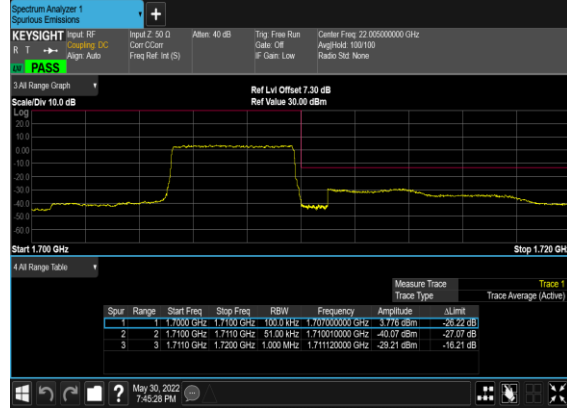 Spectrum Analyzer 1
Spurious Emissions
KEYSIGHT Input: RF Input Z: 50 Ω Atten: 40 dB Trig: Free Run Center Freq: 22.005000000 GHz
R T Coupling: DC Corr CCorr Gate: Off Avg|Hold: 100/100
Align: Auto Freq Ref: Int (S) IF Gain: Low Radio Std: None
PASS
3 All Range Graph
Ref Lvl Offset 7.30 dB
Scale/Div 10.0 dB Ref Value 30.00 dBm
Log
20.0
10.0
0.00
-10.0
-20.0
-30.0
-40.0
-50.0
-60.0
Start 1.700 GHz Stop 1.720 GHz
4 All Range Table
Measure Trace Trace 1
Trace Type Trace Average (Active)
Spur Range Start Freq Stop Freq RBW Frequency Amplitude ΔLimit
1 1 1.7000 GHz 1.7100 GHz 100.0 kHz 1.707000000 GHz 3.776 dBm -26.22 dB
2 2 1.7100 GHz 1.7110 GHz 51.00 kHz 1.710010000 GHz -40.07 dBm -27.07 dB
3 3 1.7110 GHz 1.7200 GHz 1.000 MHz 1.711120000 GHz -29.21 dBm -16.21 dB
? May 30, 2022
7:45:28 PM